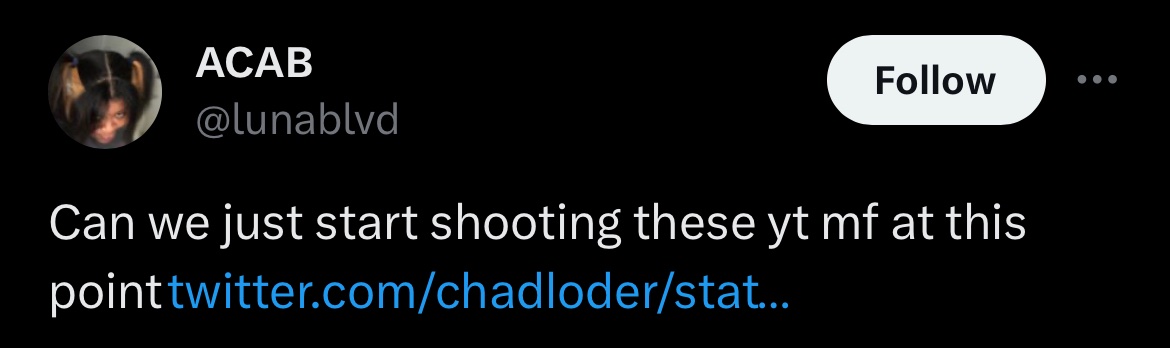 ACAB
@lunablvd
Follow
Can we just start shooting these yt mf at this
point twitter.com/chadloder/stat...